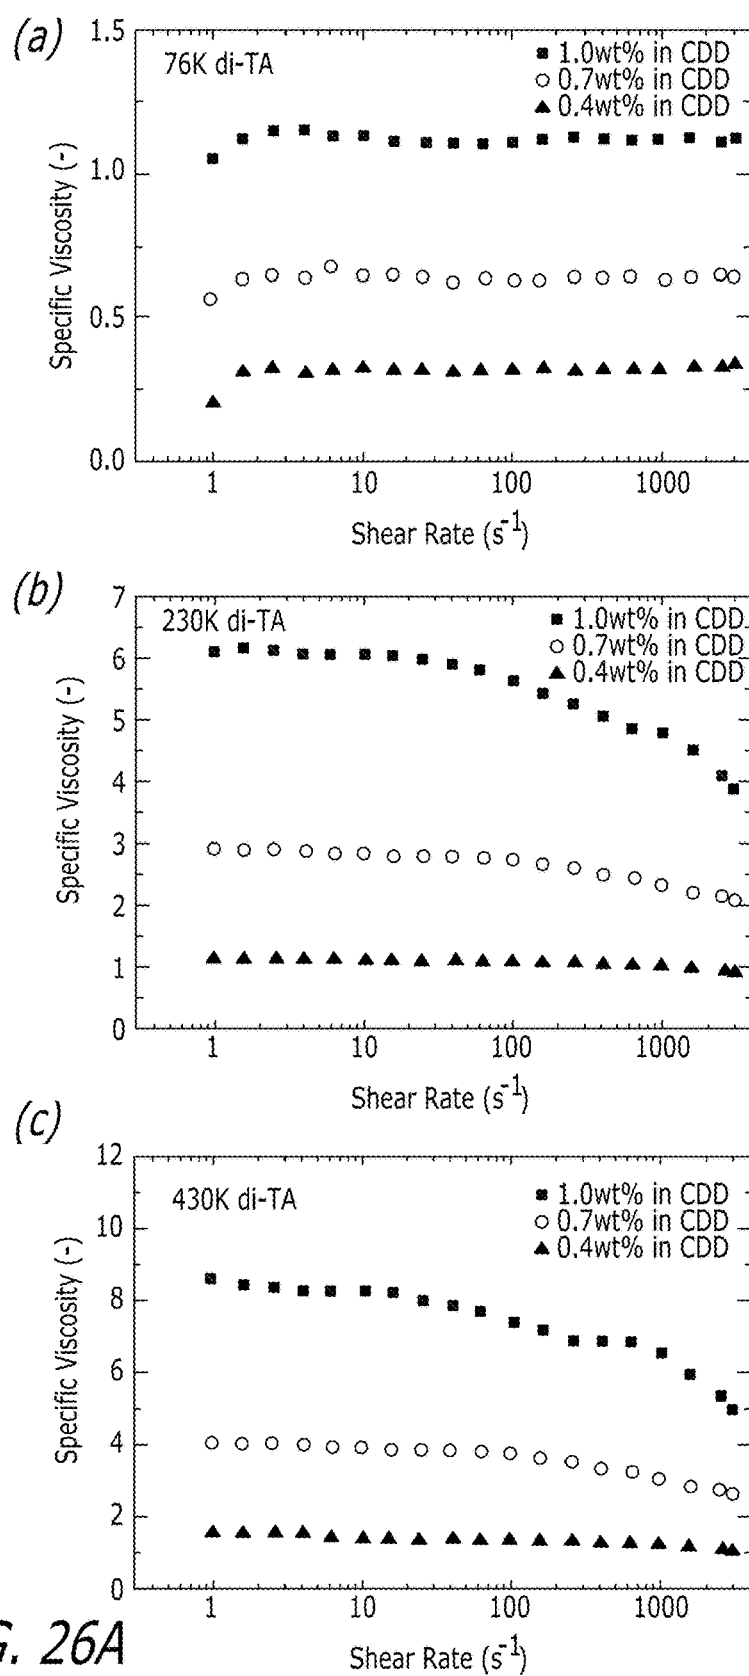 (a)
1.5
1.0
0.5
0.0
Specific Viscosity (-)
76K di-TA
1.0wt% in CDD
0.7wt% in CDD
0.4wt% in CDD
1 10 100 1000
Shear Rate (s⁻¹)
(b)
7
6
5
4
3
2
1
0
Specific Viscosity (-)
230K di-TA
1.0wt% in CDD
0.7wt% in CDD
0.4wt% in CDD
1 10 100 1000
Shear Rate (s⁻¹)
(c)
12
10
8
6
4
2
0
Specific Viscosity (-)
430K di-TA
1.0wt% in CDD
0.7wt% in CDD
0.4wt% in CDD
1 10 100 1000
Shear Rate (s⁻¹)
G. 26A